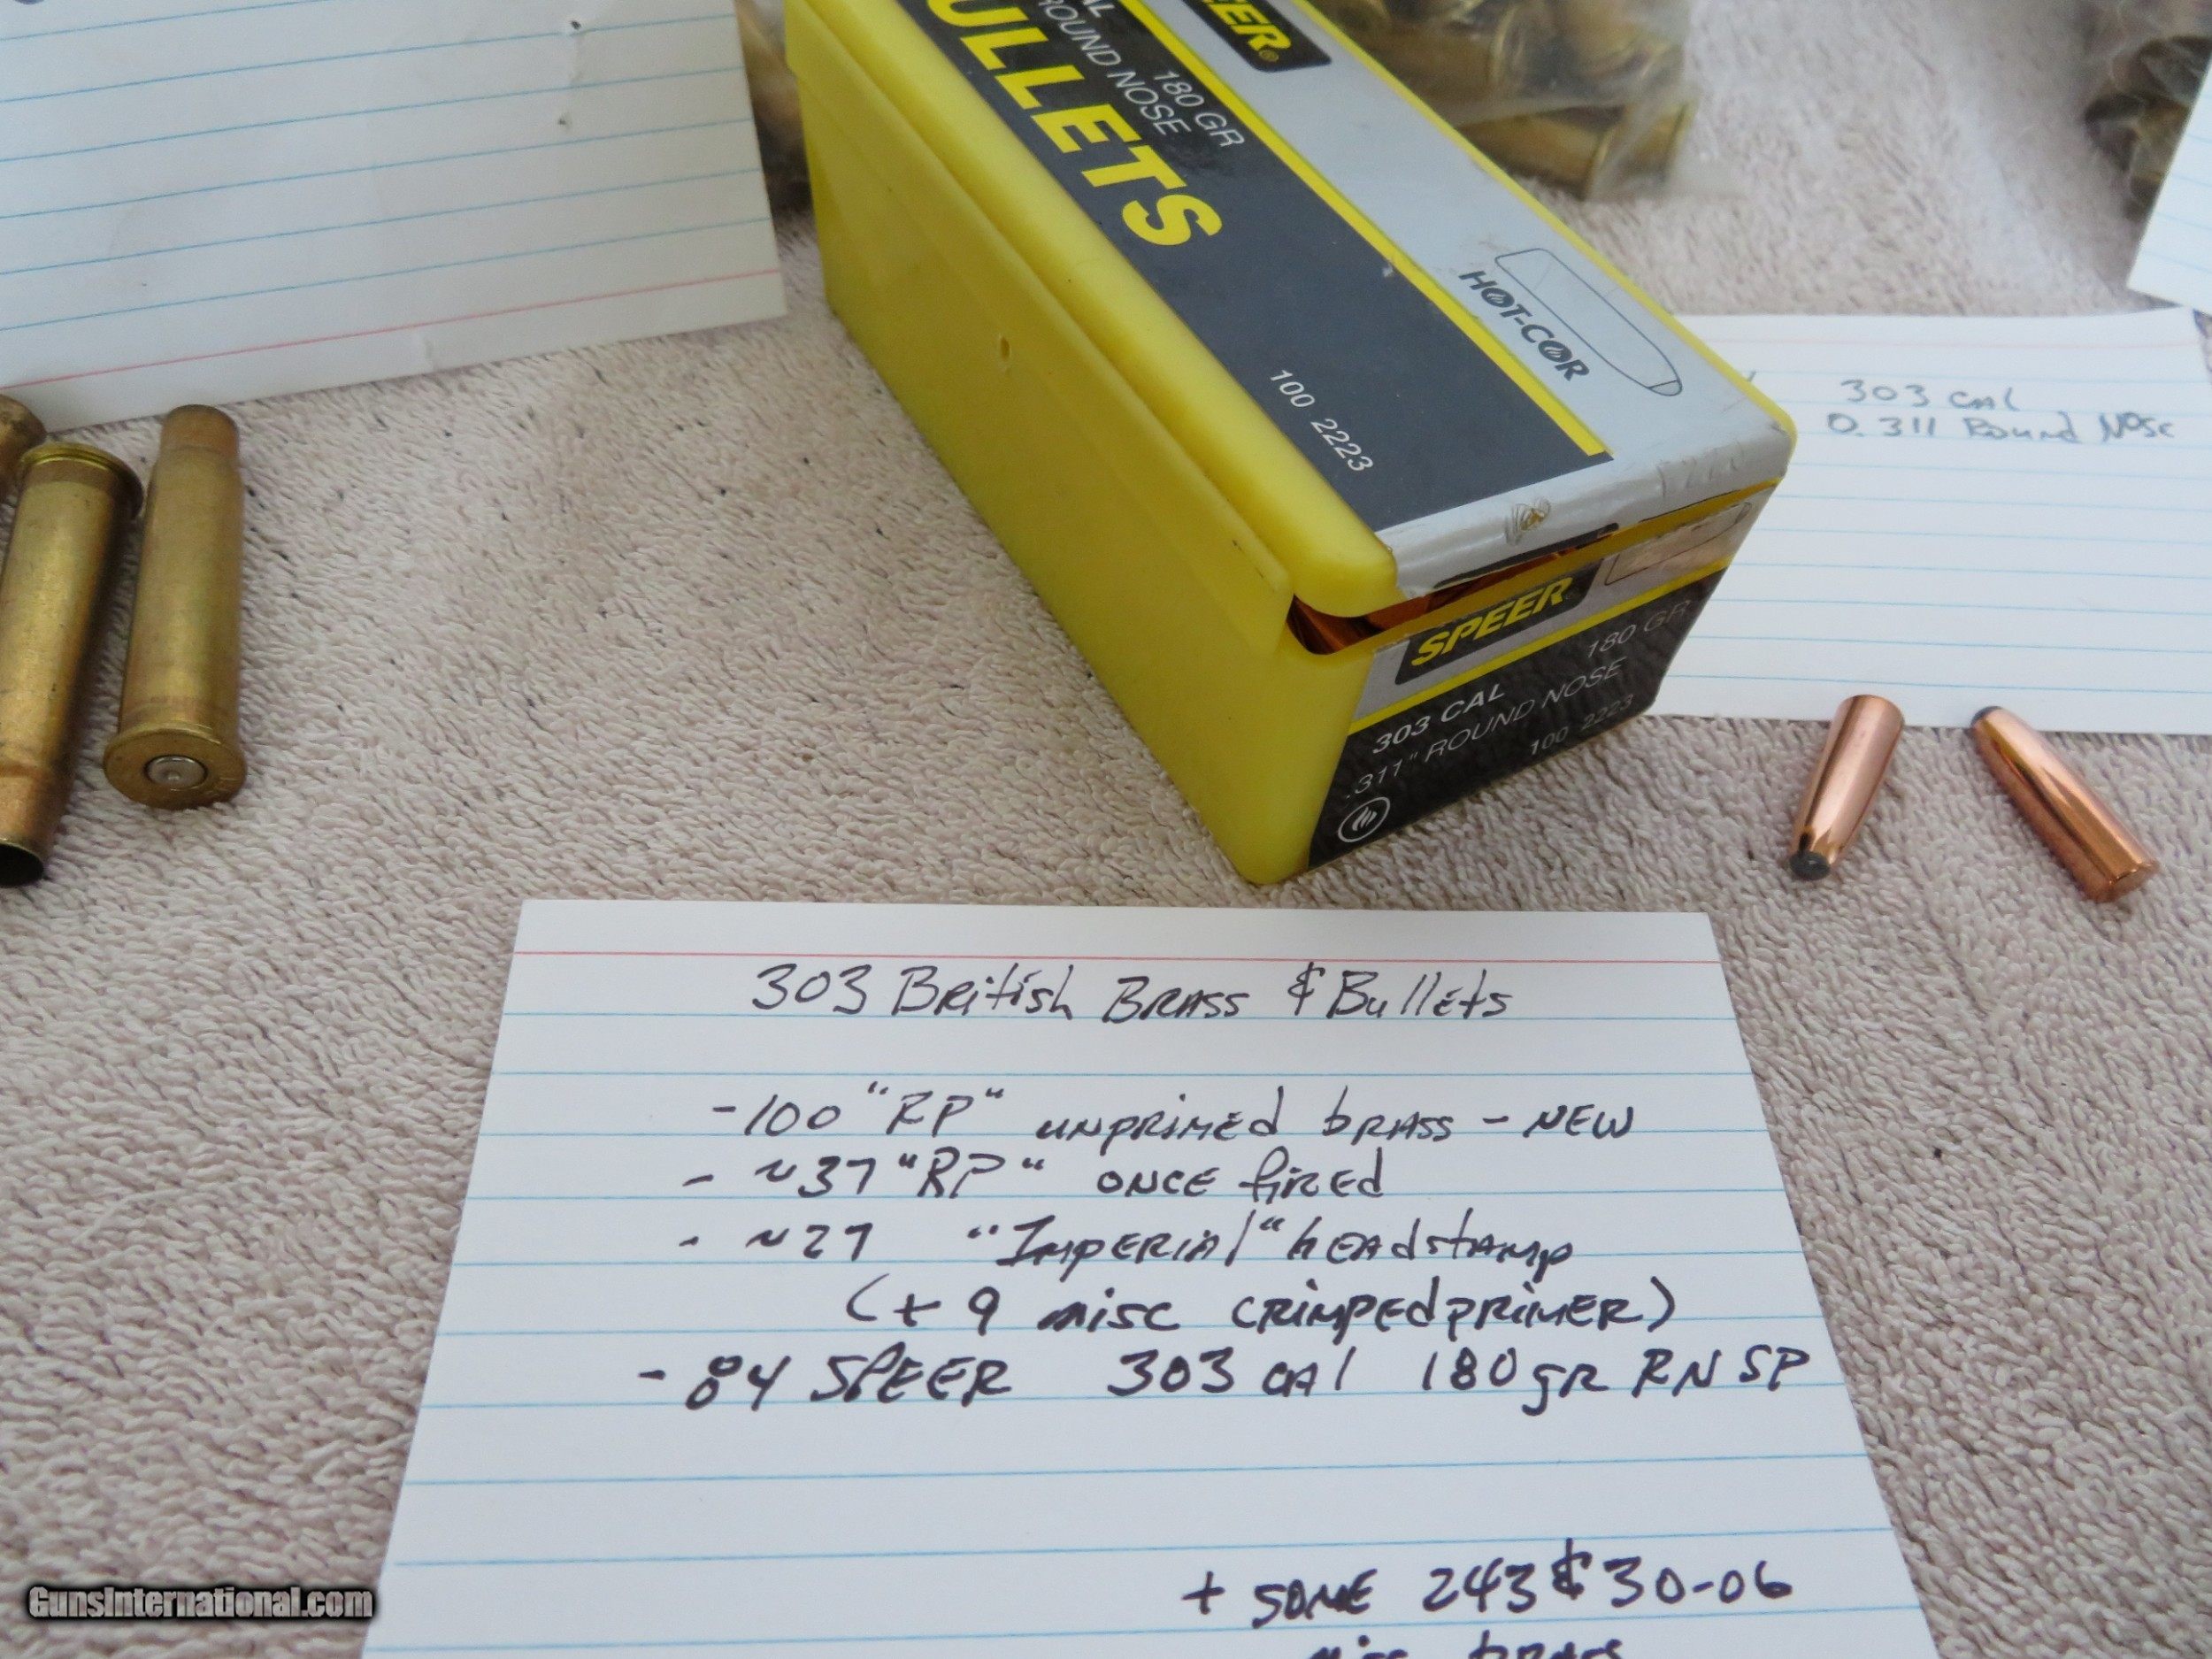 SPEER
180 GR
ROUND NOSE
ULLETS
HOT-COR
100 2223
SPEER
303 CAL 180 GR
.311" ROUND NOSE
100 2223
303 CAL
0.311 Round Nose
303 British Brass & Bullets
- 100 "RP" unprimed brass - NEW
- ~37 "RP" once fired
- ~27 "Imperial" headstamp
(+ 9 misc crimped primer)
- 84 SPEER 303 cal 180 gr RN SP
+ some 243 & 30-06
misc brass
GunsInternational.com